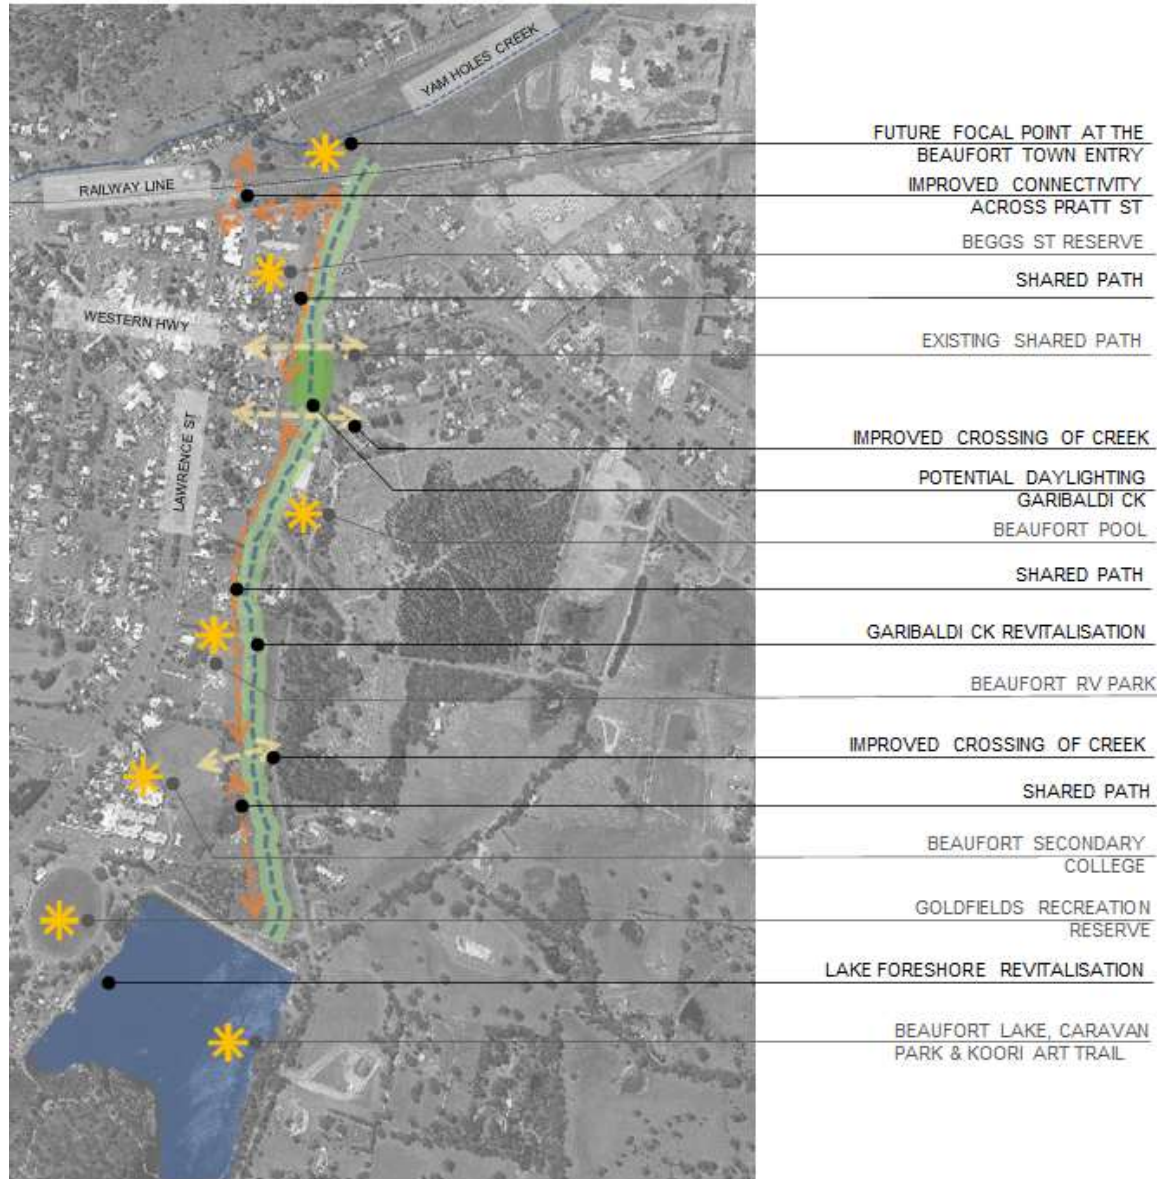 YAM HOLES CREEK
RAILWAY LINE
WESTERN HWY
LAWRENCE ST
FUTURE FOCAL POINT AT THE
BEAUFORT TOWN ENTRY
IMPROVED CONNECTIVITY
ACROSS PRATT ST
BEGGS ST RESERVE
SHARED PATH
EXISTING SHARED PATH
IMPROVED CROSSING OF CREEK
POTENTIAL DAYLIGHTING
GARIBALDI CK
BEAUFORT POOL
SHARED PATH
GARIBALDI CK REVITALISATION
BEAUFORT RV PARK
IMPROVED CROSSING OF CREEK
SHARED PATH
BEAUFORT SECONDARY
COLLEGE
GOLDFIELDS RECREATION
RESERVE
LAKE FORESHORE REVITALISATION
BEAUFORT LAKE, CARAVAN
PARK & KOORI ART TRAIL